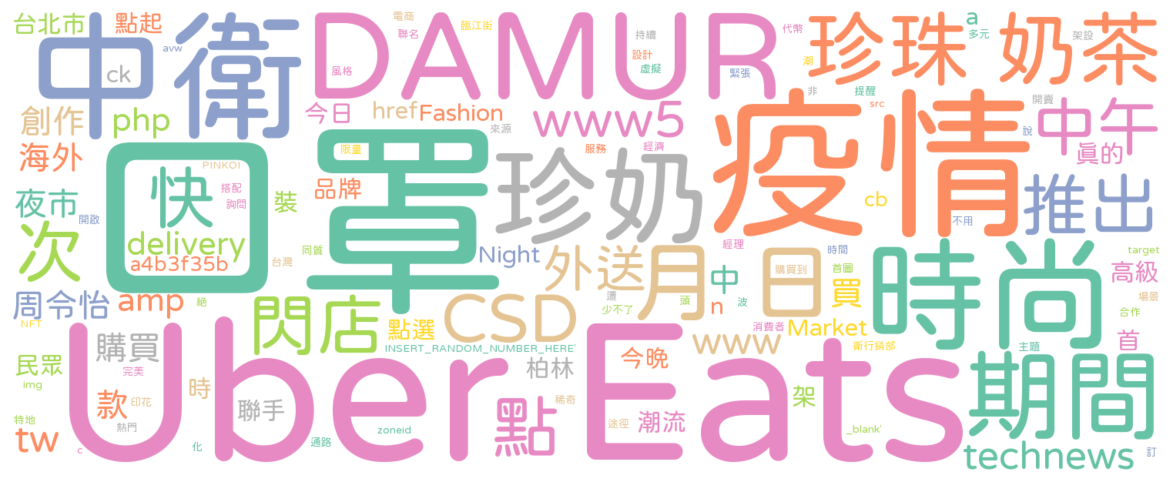 台北市 點起 中衛 DAMUR 珍珠 奶茶
電商 臨江街 聯名 持續 代幣 a 多元 架設
avw ck 風格 設計 虛擬 緊張 潮 非 提醒 src 開賣
創作 php 今日 href Fashion 來源 www5 服務 經濟 疫情 說 中午
海外 PINKOI 限量 口罩 珍奶 真的
夜市 開啟 快 搭配 詢問 裝 品牌 cb 不用 推出
次 delivery a4b3f35b 台灣 同質 Night 外送 月 經理 日 時間 時尚 target
周令怡 amp 絕 閃店 CSD 還 少不了 頭 中 n 波 購買到 首圖 買 高級 場景
NFT 點選 消費者 Market 合作
INSERT_RANDOM_NUMBER_HERE' www 衛行銷部 主題 首
民眾 img 購買 完美 Uber Eats 柏林 今晚 期間
款 印花 時 聯手 稀奇 架
特地 tw 熱門 zoneid 點 途徑 潮流 _blank'
c 化 通路 technews 訂